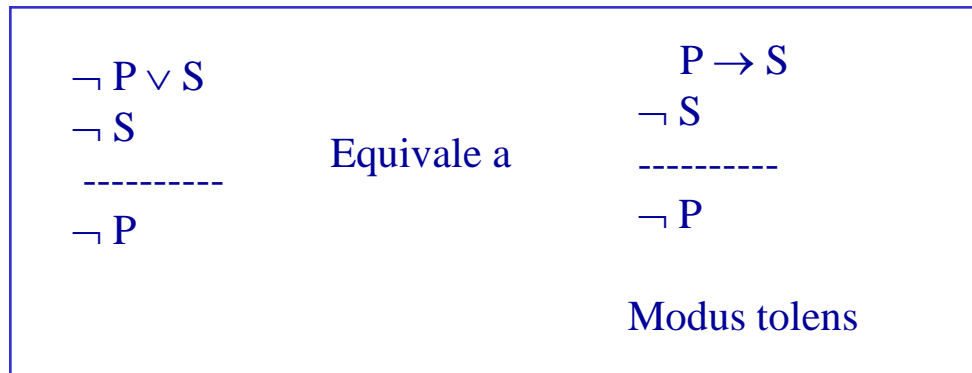 ¬ P ∨ S
¬ S
----------
¬ P
Equivale a
P → S
¬ S
----------
¬ P
Modus tolens